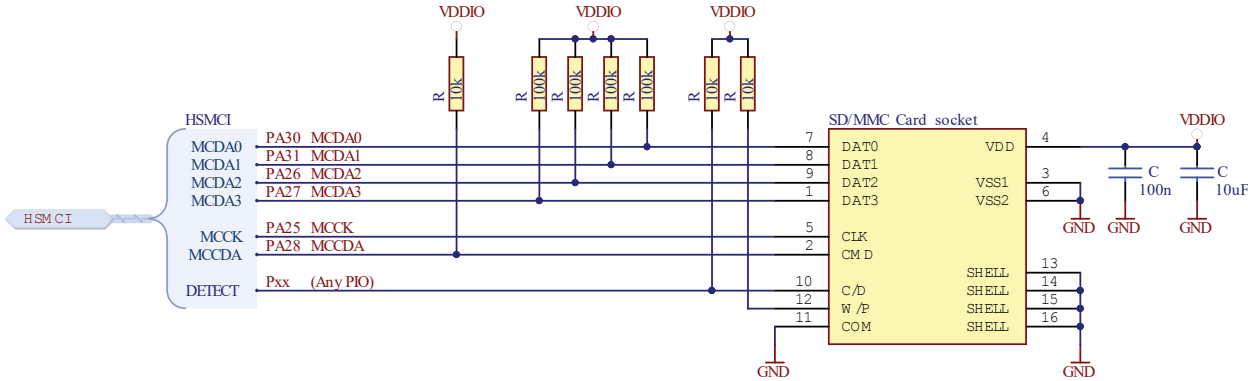 VDDIO VDDIO VDDIO
R 10k R 100k R 100k R 100k R 100k R 10k R 10k
HSMCI SD/MMC Card socket VDDIO
MCDA0 PA30 MCDA0 7 DAT0 VDD 4
MCDA1 PA31 MCDA1 8 DAT1 C 100n C 10uF
MCDA2 PA26 MCDA2 9 DAT2 VSS1 3
MCDA3 PA27 MCDA3 1 DAT3 VSS2 6
HSMCI GND GND GND
MCCK PA25 MCCK 5 CLK
MCCDA PA28 MCCDA 2 CMD
SHELL 13
DETECT Pxx (Any PIO) 10 C/D SHELL 14
12 W/P SHELL 15
11 COM SHELL 16
GND GND